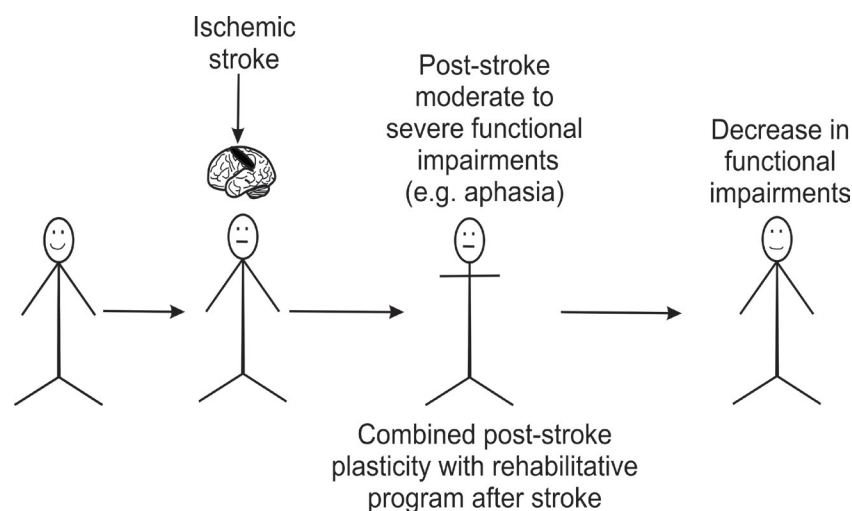 Ischemic
stroke
Post-stroke
moderate to
severe functional
impairments
(e.g. aphasia)
Decrease in
functional
impairments
Combined post-stroke
plasticity with rehabilitative
program after stroke